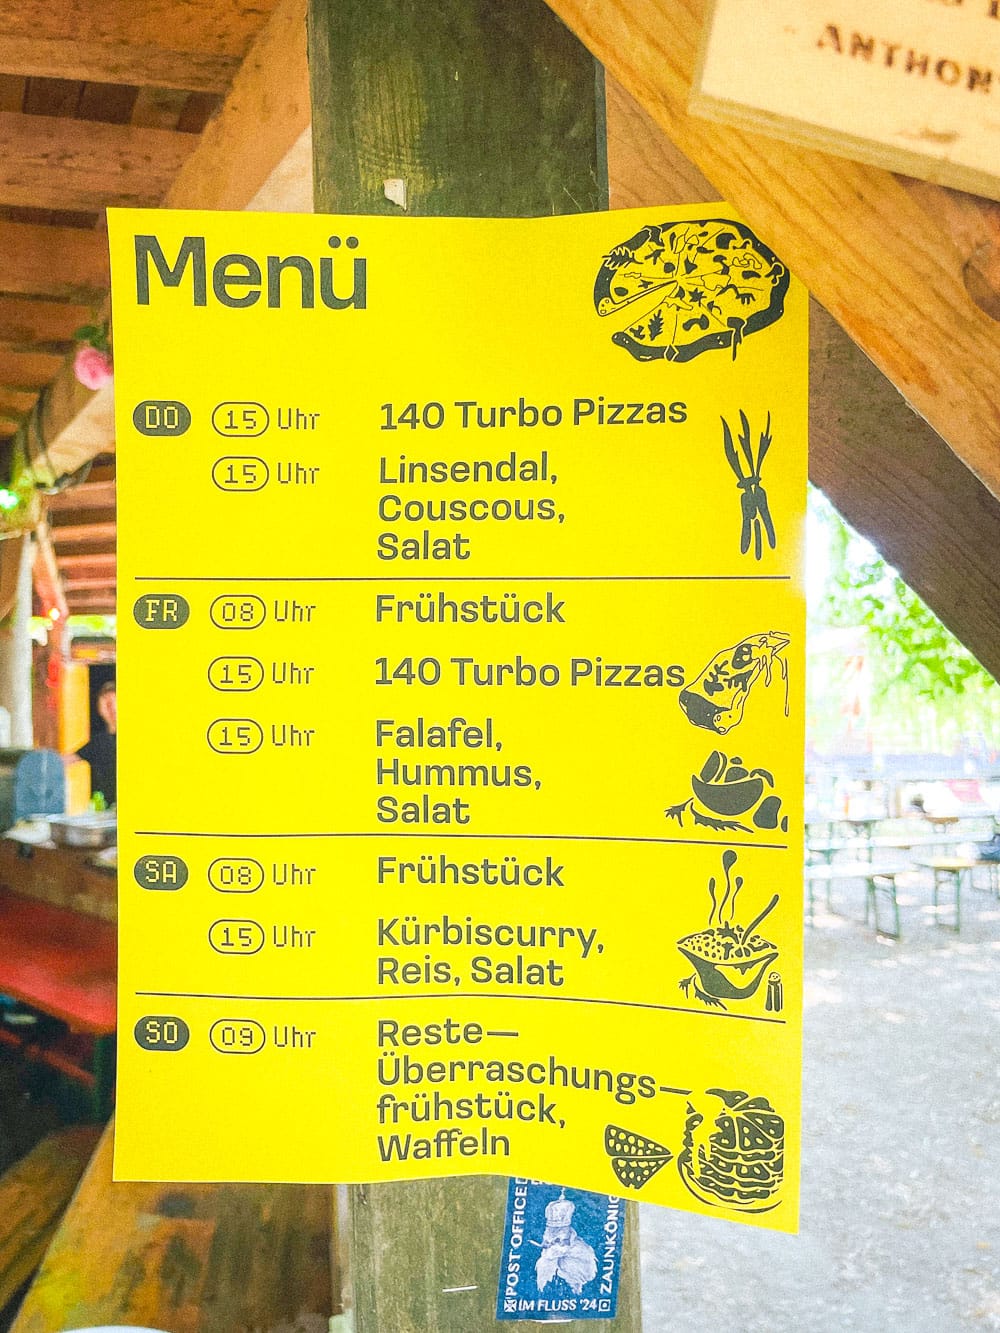 ANTHON
Menü
DO 15 Uhr 140 Turbo Pizzas
15 Uhr Linsendal,
Couscous,
Salat
FR 08 Uhr Frühstück
15 Uhr 140 Turbo Pizzas
15 Uhr Falafel,
Hummus,
Salat
SA 08 Uhr Frühstück
15 Uhr Kürbiscurry,
Reis, Salat
SO 09 Uhr Reste—
Überraschungs—
frühstück,
Waffeln
POST OFFICE
ZAUNKÖNIG
IM FLUSS '24